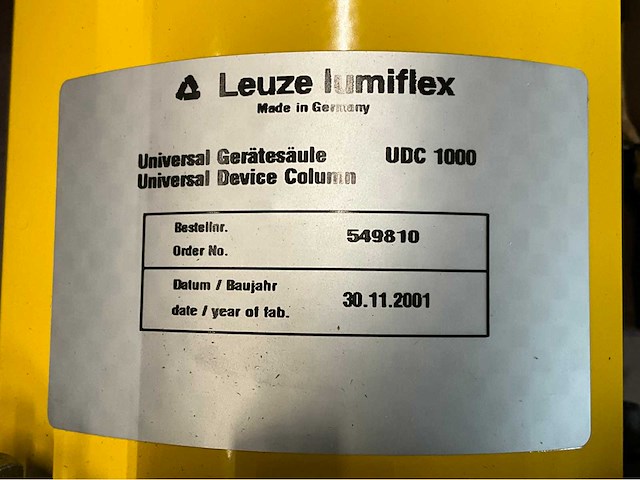 Leuze lumiflex
Made in Germany
Universal Gerätesäule UDC 1000
Universal Device Column
Bestellnr.
Order No. 549810
Datum / Baujahr
date / year of fab. 30.11.2001